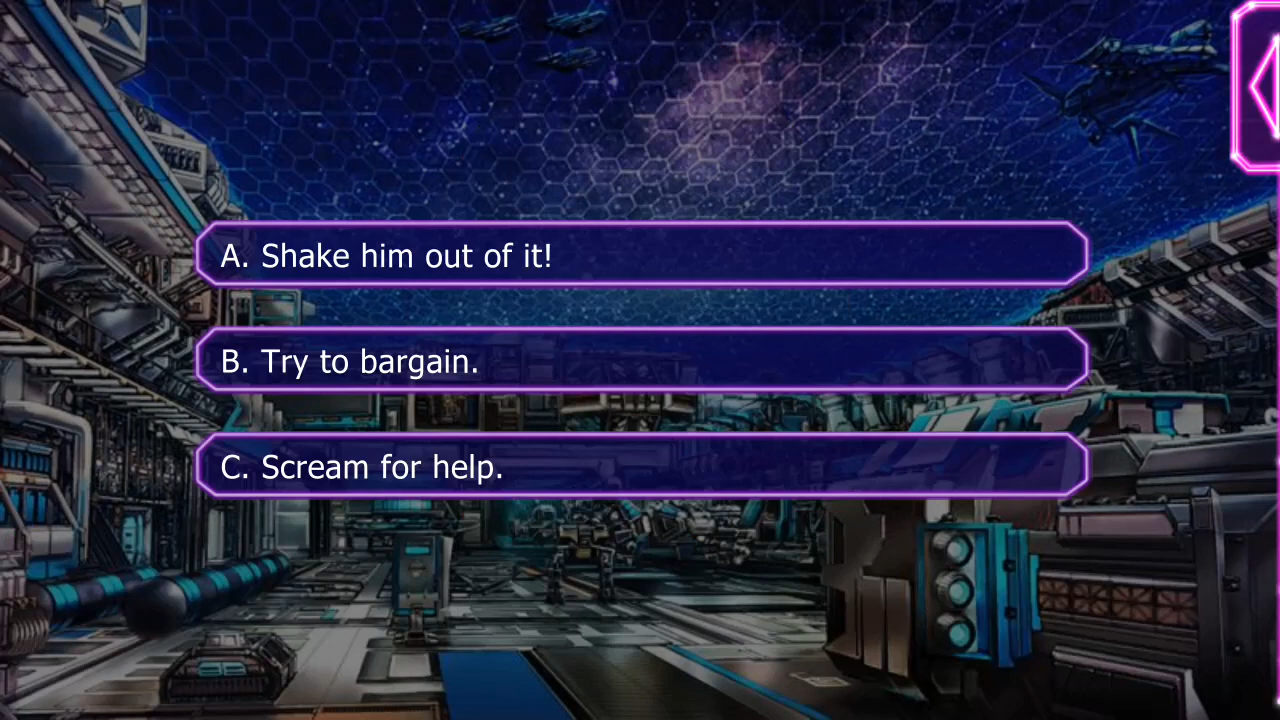 A. Shake him out of it!
B. Try to bargain.
C. Scream for help.